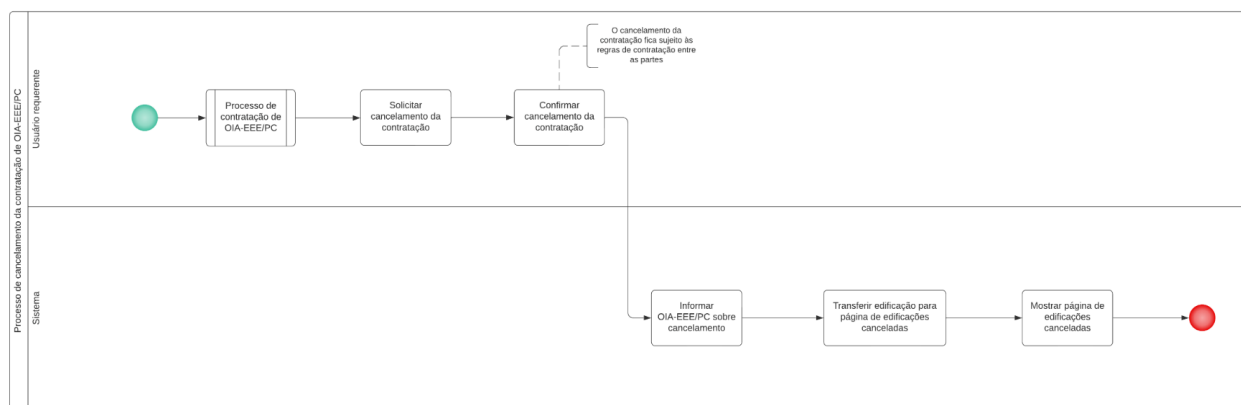 Processo de cancelamento da contratação de OIA-EEE/PC
Usuário requerente
O cancelamento da
contratação fica sujeito às
regras de contratação entre
as partes
Processo de
contratação de
OIA-EEE/PC
Solicitar
cancelamento da
contratação
Confirmar
cancelamento da
contratação
Sistema
Informar
OIA-EEE/PC sobre
cancelamento
Transferir edificação para
página de edificações
canceladas
Mostrar página de
edificações
canceladas